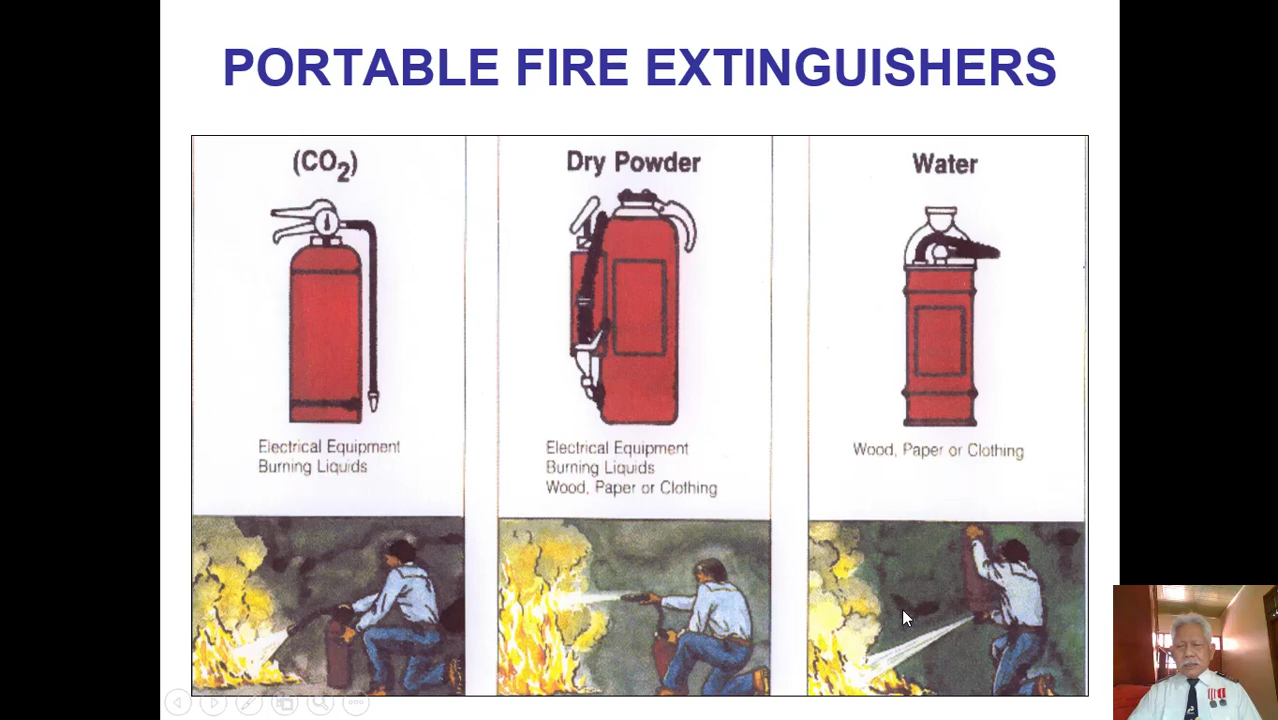 PORTABLE FIRE EXTINGUISHERS
(CO2)
Electrical Equipment
Burning Liquids
Dry Powder
Electrical Equipment
Burning Liquids
Wood, Paper or Clothing
Water
Wood, Paper or Clothing